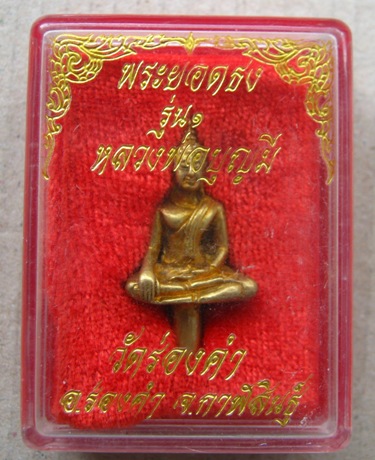 พระยอดธง
รุ่น๑
หลวงพ่อบุญมี
วัดร่องคำ
อ.ร่องคำ จ.กาฬสินธุ์